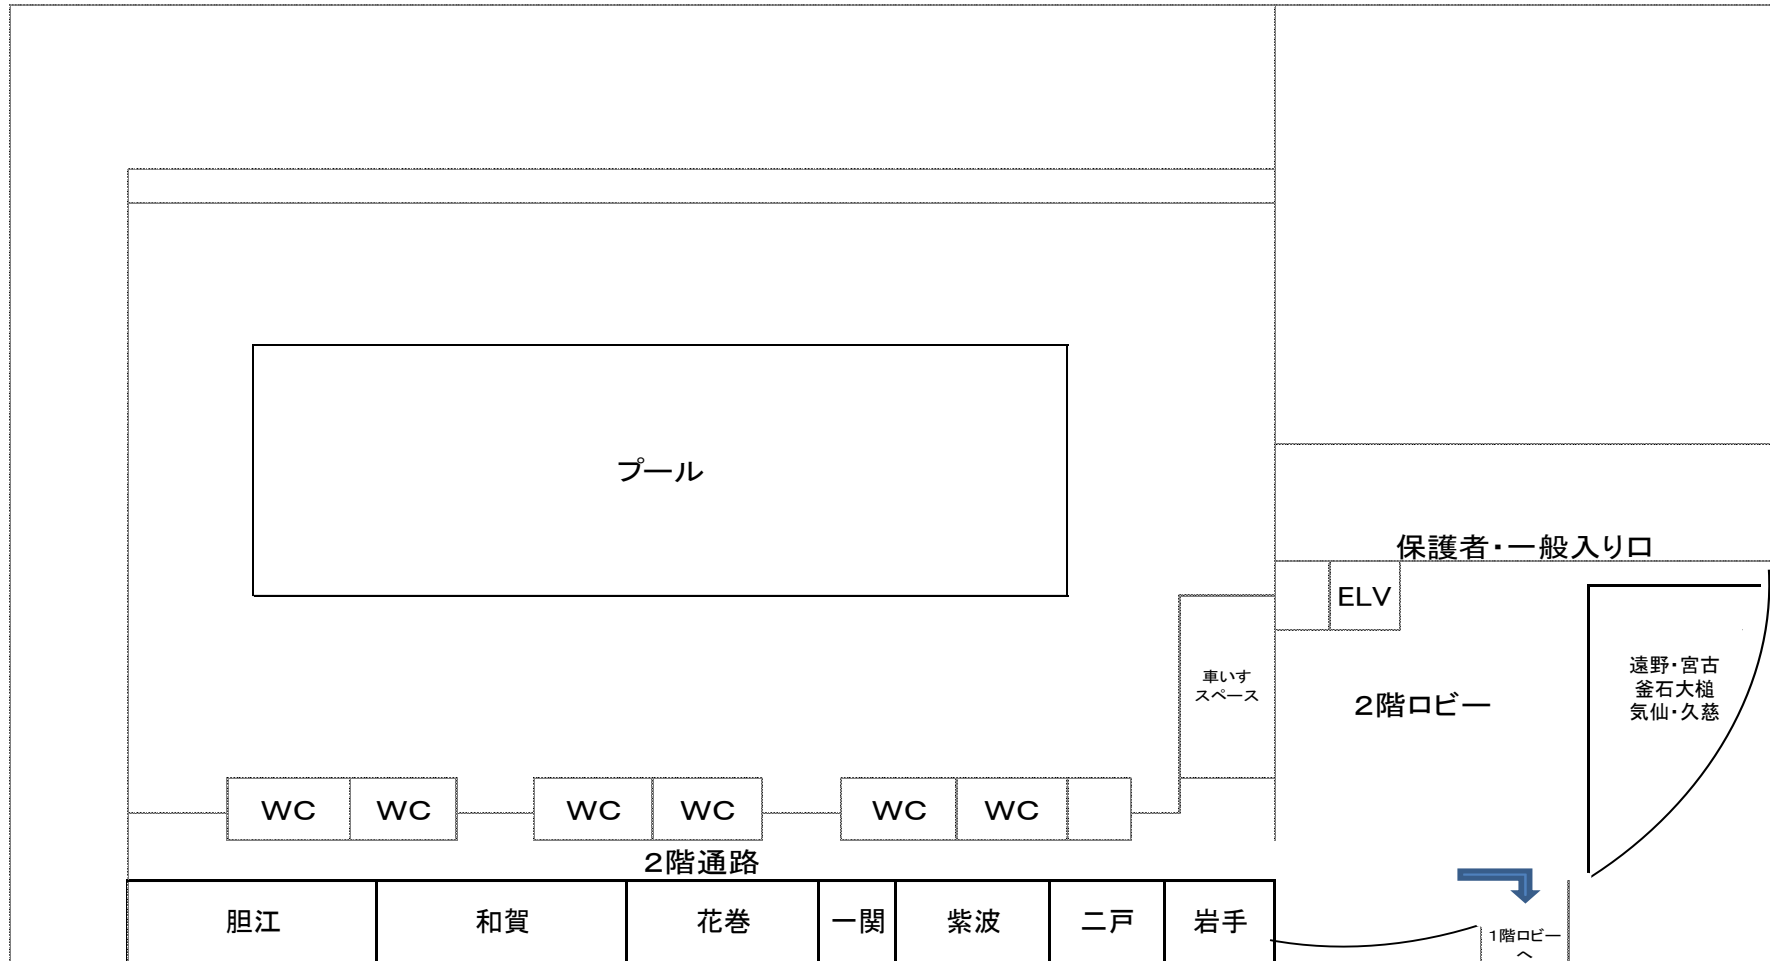 プール
保護者・一般入り口
ELV
車いす
スペース
2階ロビー
遠野・宮古
釜石大槌
気仙・久慈
WC WC WC WC WC WC
2階通路
胆江 和賀 花巻 一関 紫波 二戸 岩手
1階ロビー
へ